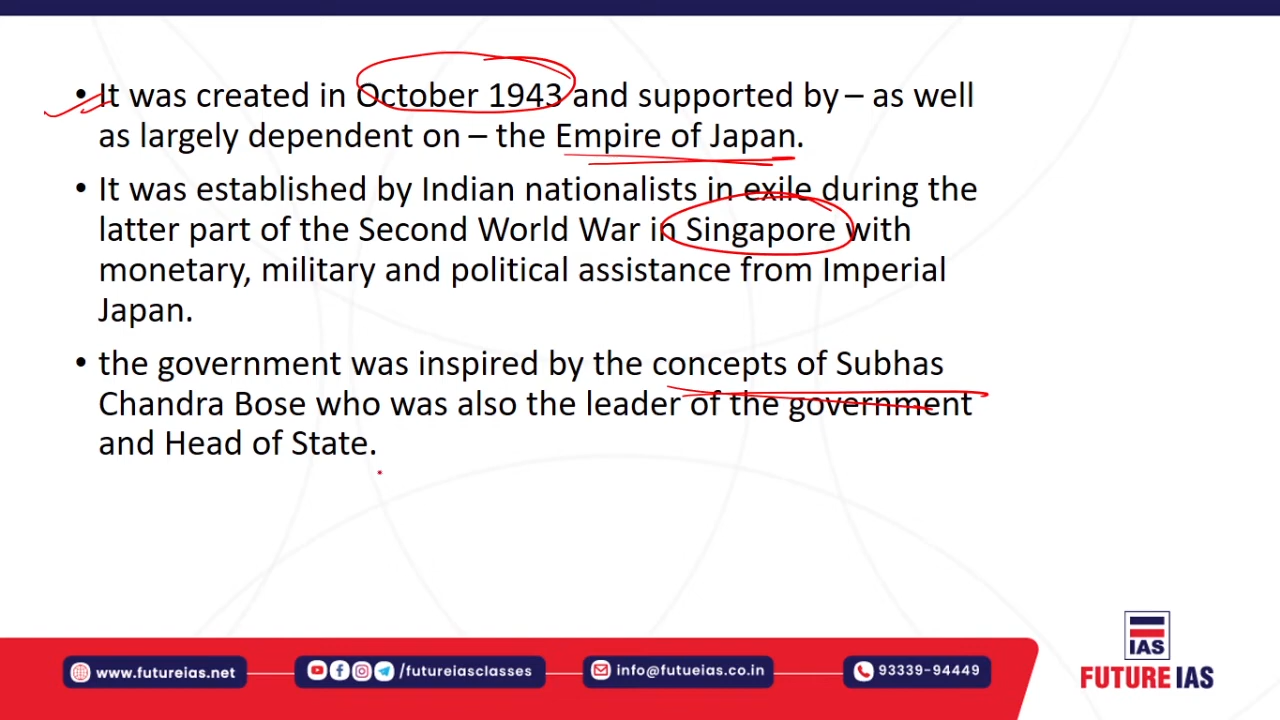 • It was created in October 1943 and supported by – as well
as largely dependent on – the Empire of Japan.
• It was established by Indian nationalists in exile during the
latter part of the Second World War in Singapore with
monetary, military and political assistance from Imperial
Japan.
• the government was inspired by the concepts of Subhas
Chandra Bose who was also the leader of the government
and Head of State.
IAS
FUTURE IAS
www.futureias.net
/futureiasclasses
info@futueias.co.in
93339-94449